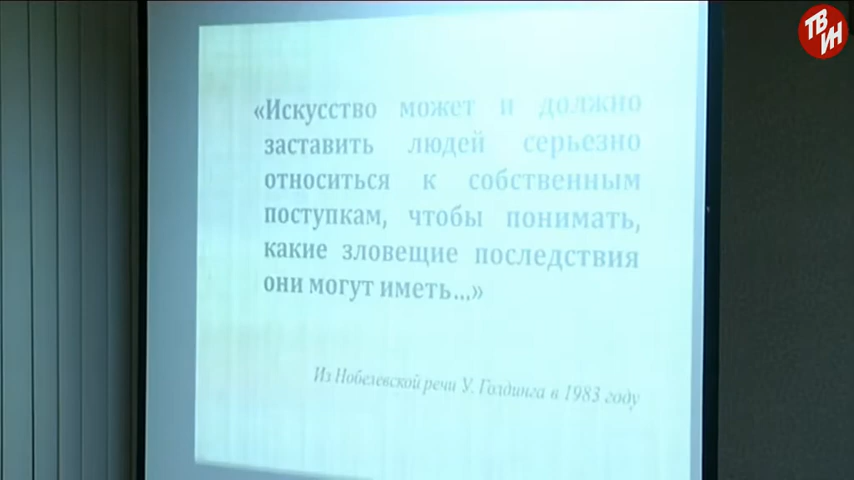 ТВ
ИН
«Искусство может и должно
заставить людей серьезно
относиться к собственным
поступкам, чтобы понимать,
какие зловещие последствия
они могут иметь...»
Из Нобелевской речи У. Голдинга в 1983 году